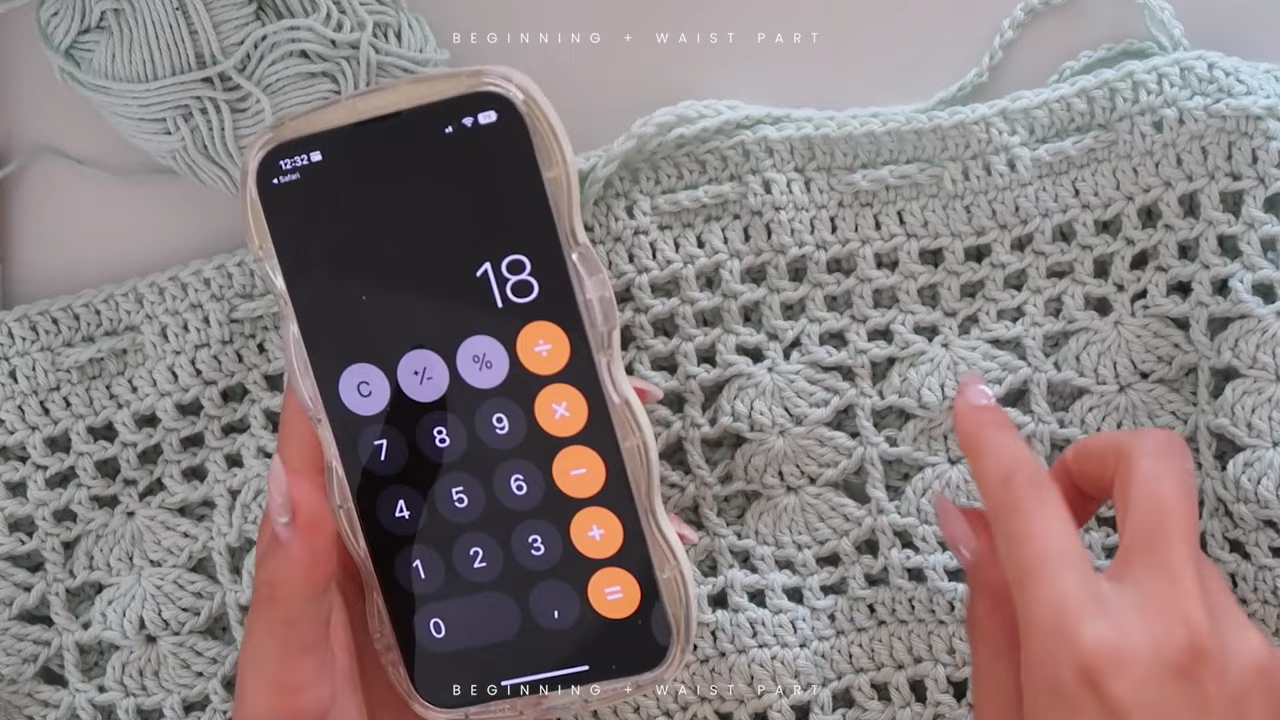 BEGINNING + WAIST PART
12:32
◂ Safari
18
C +/- % ÷
7 8 9 ×
4 5 6 −
1 2 3 +
0 , =
BEGINNING + WAIST PART